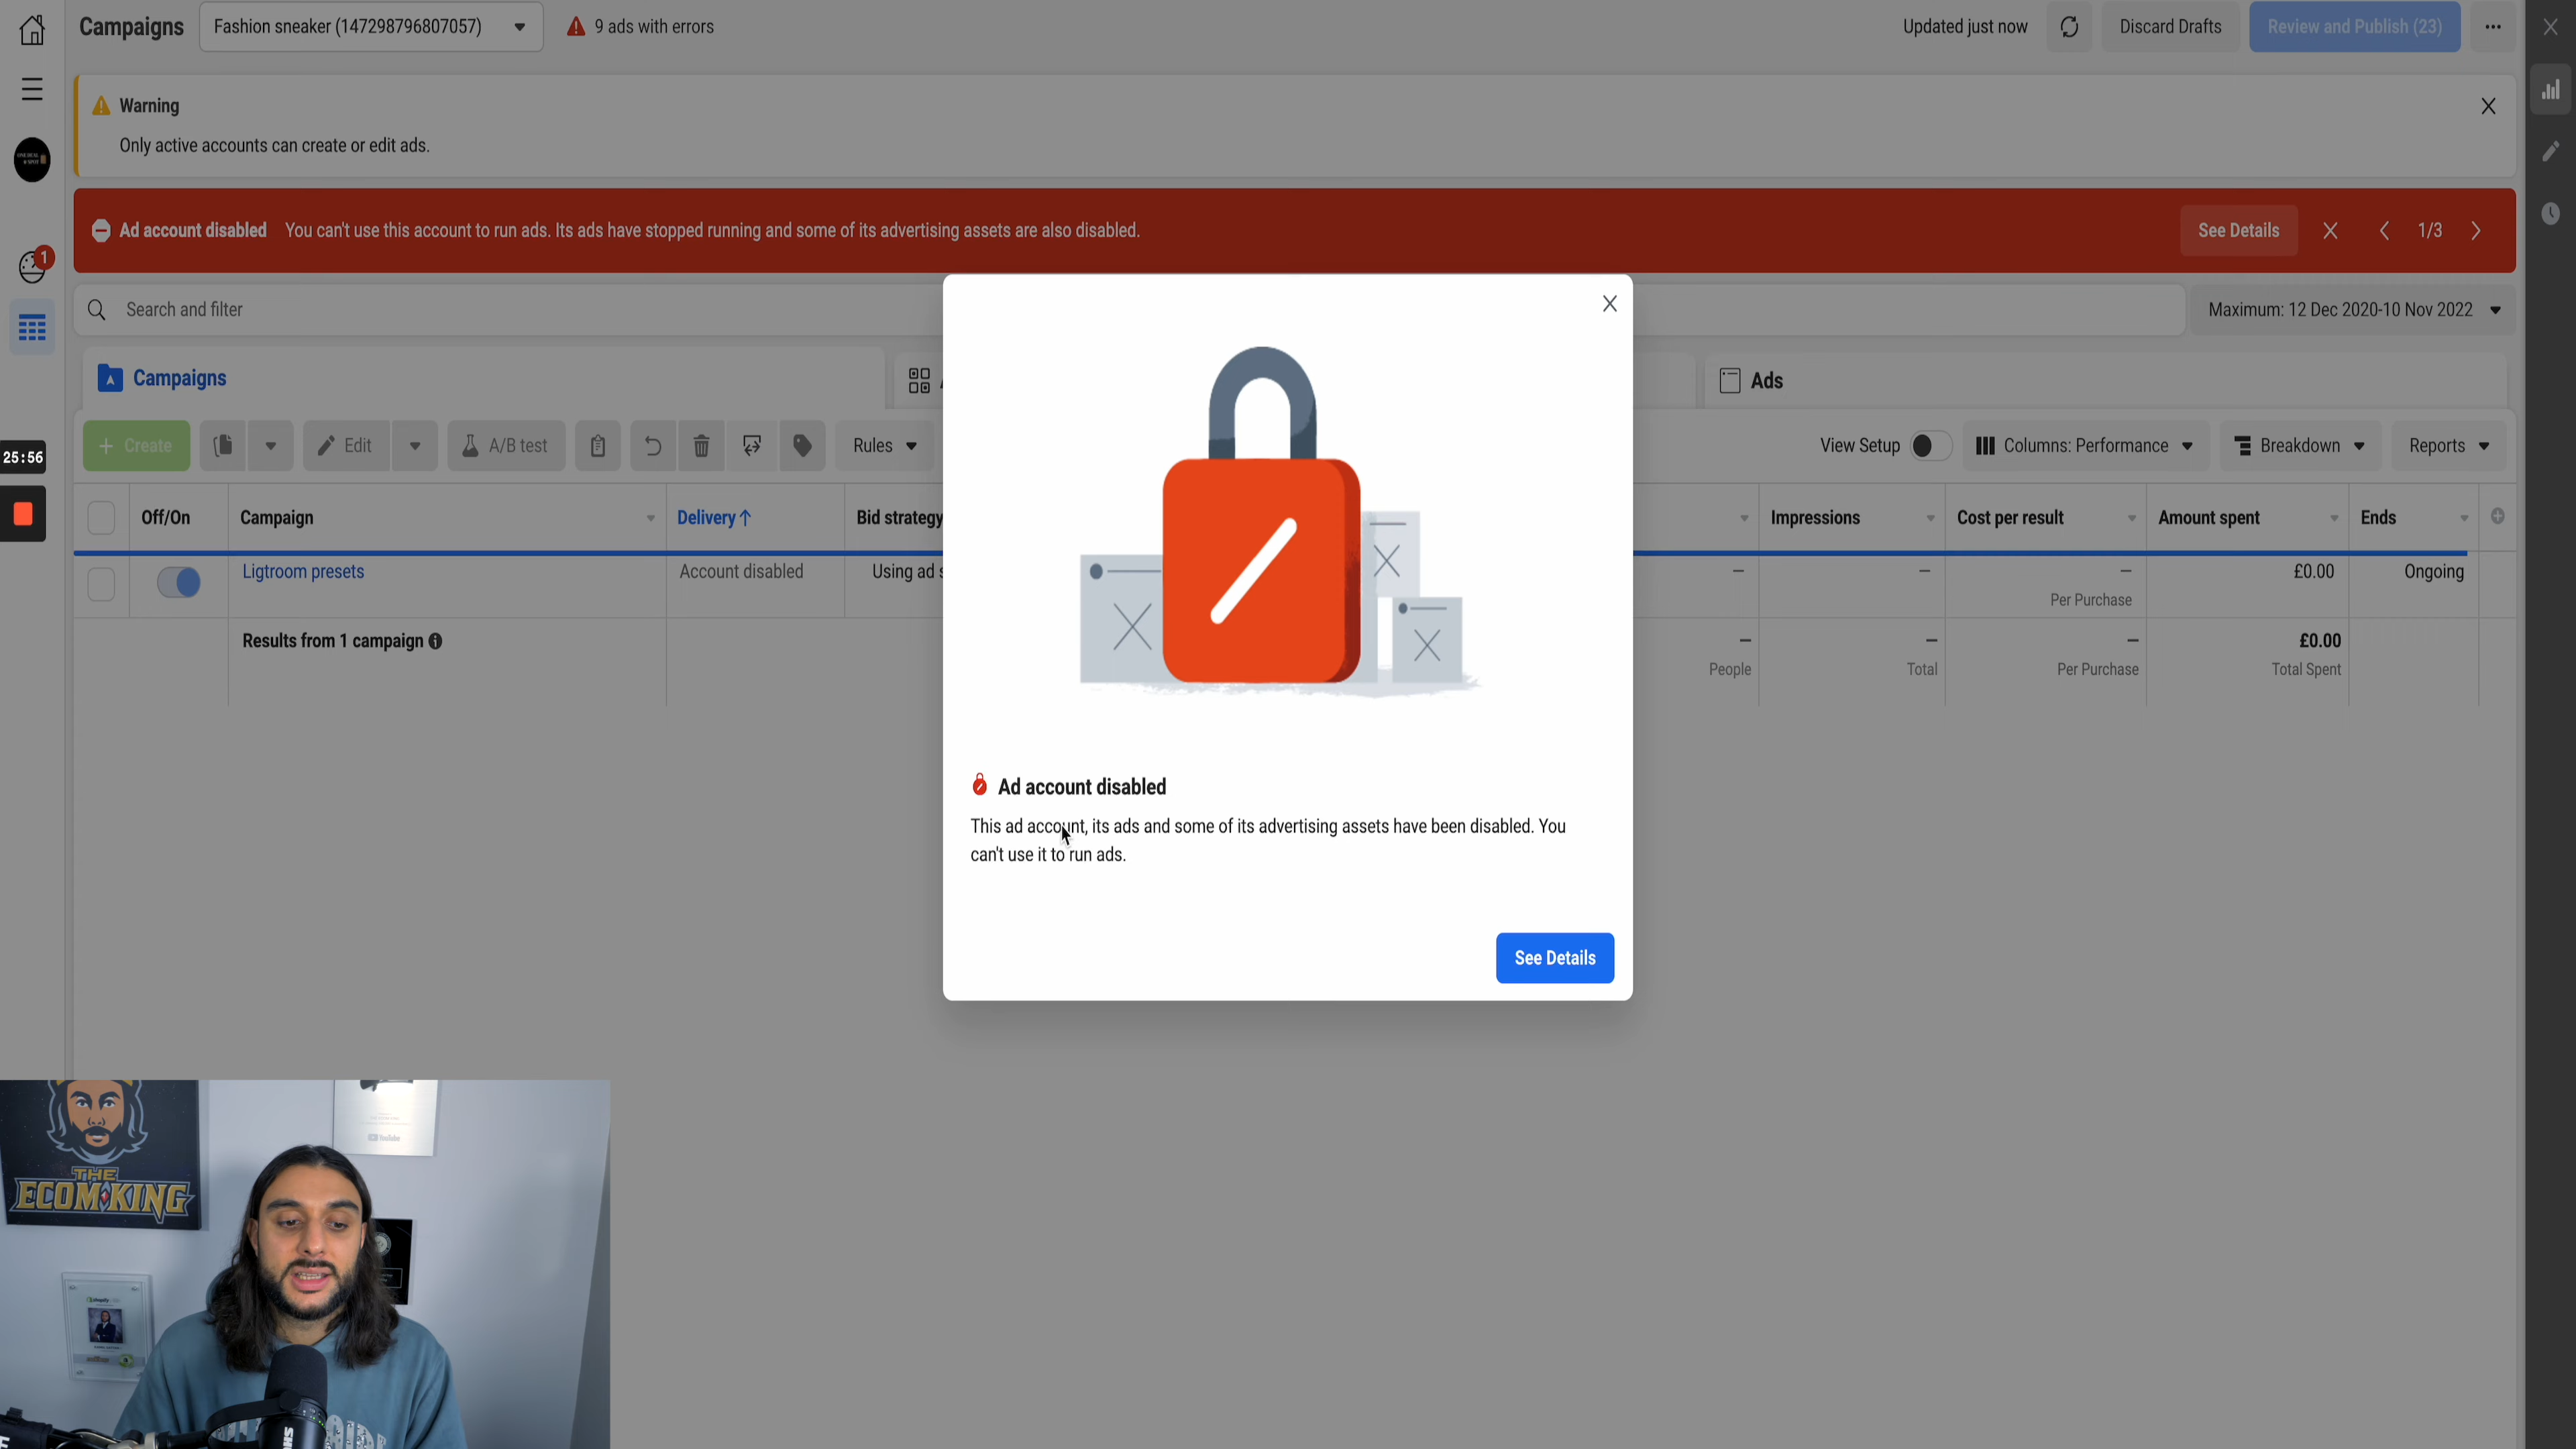 Campaigns
Fashion sneaker (147298796807057)
9 ads with errors
Updated just now
Discard Drafts
Review and Publish (23)
Warning
Only active accounts can create or edit ads.
1
Ad account disabled You can't use this account to run ads. Its ads have stopped running and some of its advertising assets are also disabled.
See Details
1/3
Search and filter
Maximum: 12 Dec 2020-10 Nov 2022
Campaigns
Ads
+ Create
Edit
A/B test
Rules
View Setup
Columns: Performance
Breakdown
Reports
25:56
Off/On
Campaign
Delivery↑
Bid strategy
Impressions
Cost per result
Amount spent
Ends
Ligtroom presets
Account disabled
Using ad s
—
—
—
£0.00
Ongoing
Per Purchase
Results from 1 campaign
—
—
—
£0.00
People
Total
Per Purchase
Total Spent
Ad account disabled
This ad account, its ads and some of its advertising assets have been disabled. You
can't use it to run ads.
See Details
THE
ECOM KING
YouTube
shopify